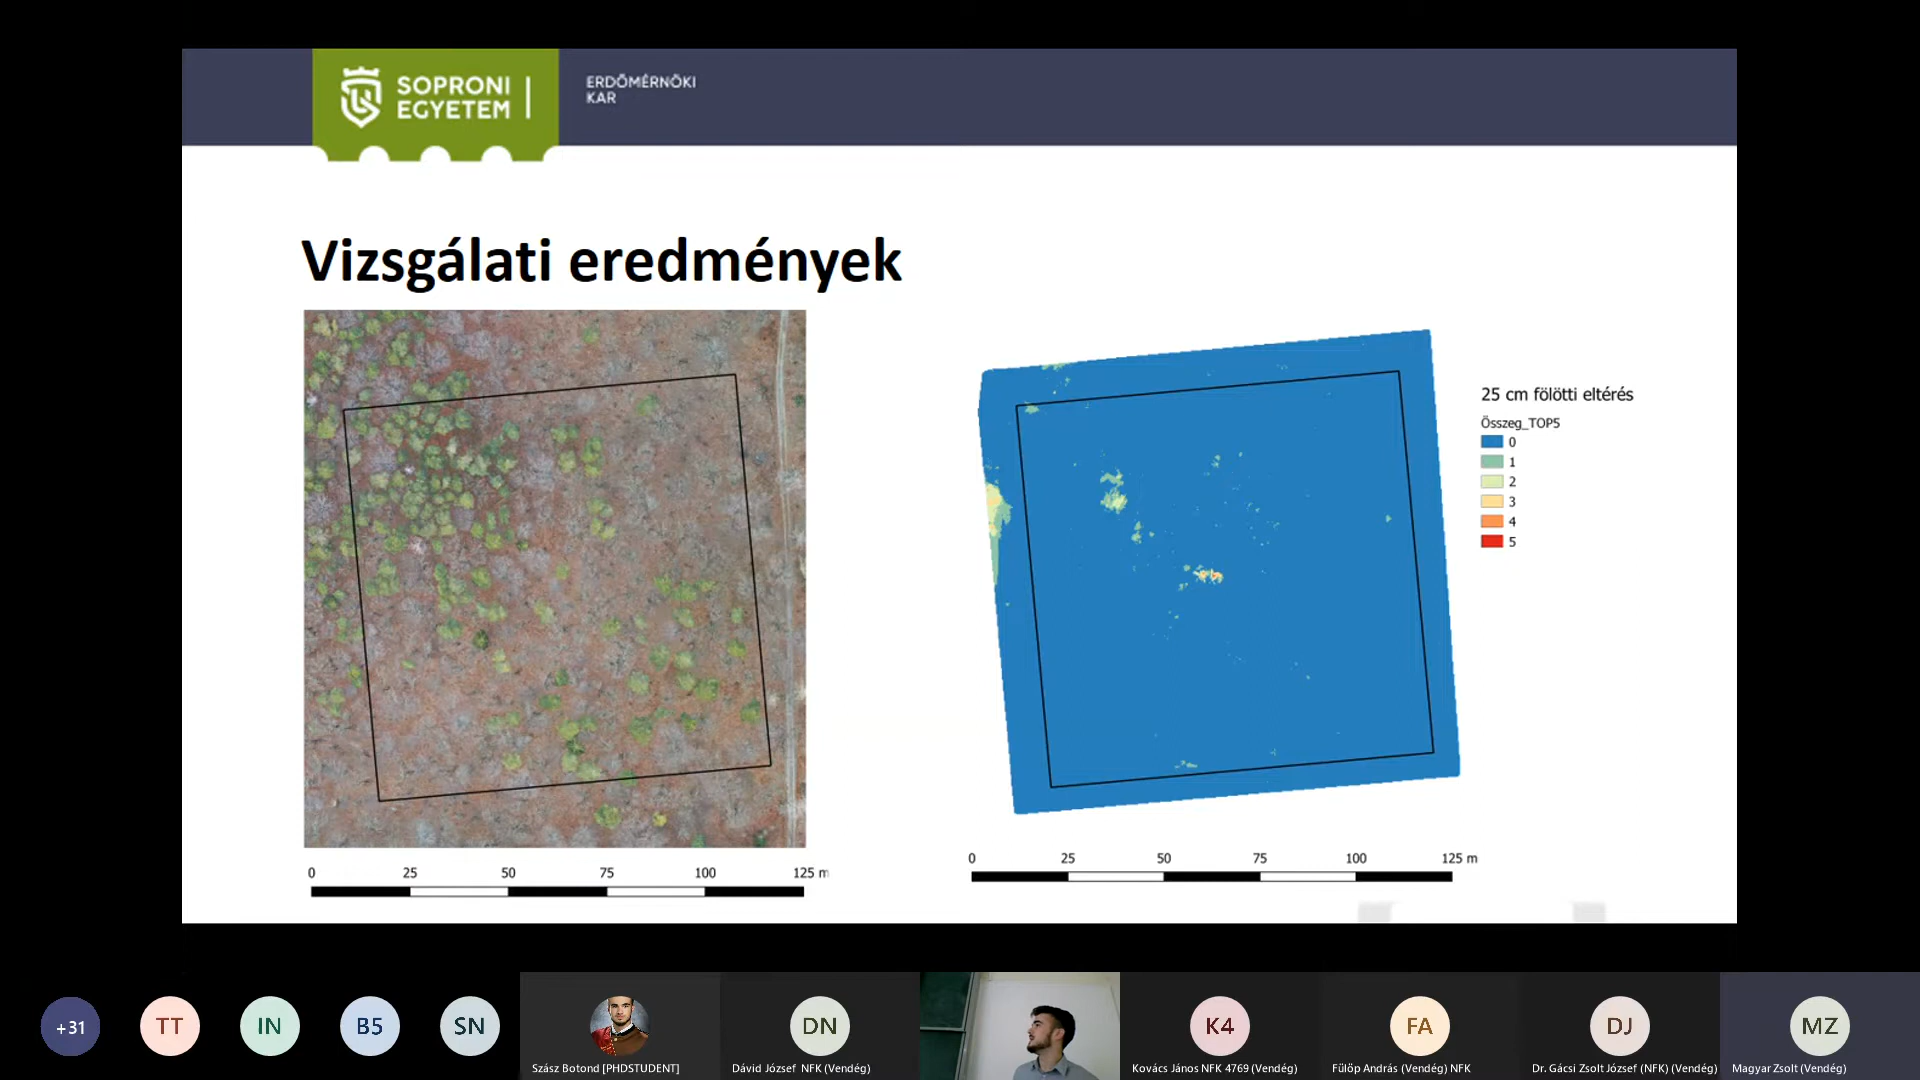 SOPRONI
EGYETEM
ERDŐMÉRNÖKI
KAR
Vizsgálati eredmények
25 cm fölötti eltérés
Összeg_TOP5
0
1
2
3
4
5
0 25 50 75 100 125 m
0 25 50 75 100 125 m
+31
TT
IN
B5
SN
DN
K4
FA
DJ
MZ
Szász Botond [PHDSTUDENT]
Dávid József NFK (Vendég)
Kovács János NFK 4769 (Vendég)
Fülöp András (Vendég) NFK
Dr. Gácsi Zsolt József (NFK) (Vendég)
Magyar Zsolt (Vendég)